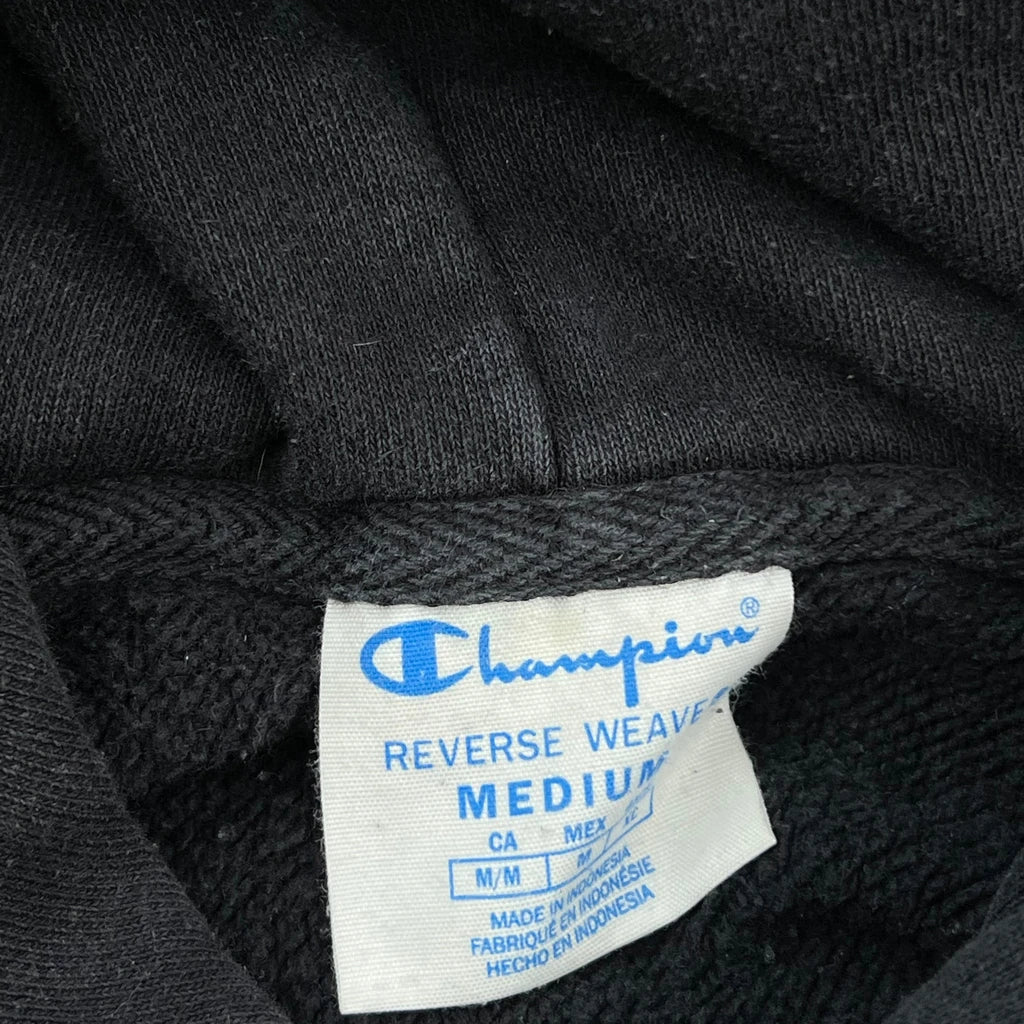 Champion®
REVERSE WEAVE
MEDIUM
CA MEX
M/M M
MADE IN INDONESIA
FABRIQUÉ EN INDONÉSIE
HECHO EN INDONESIA